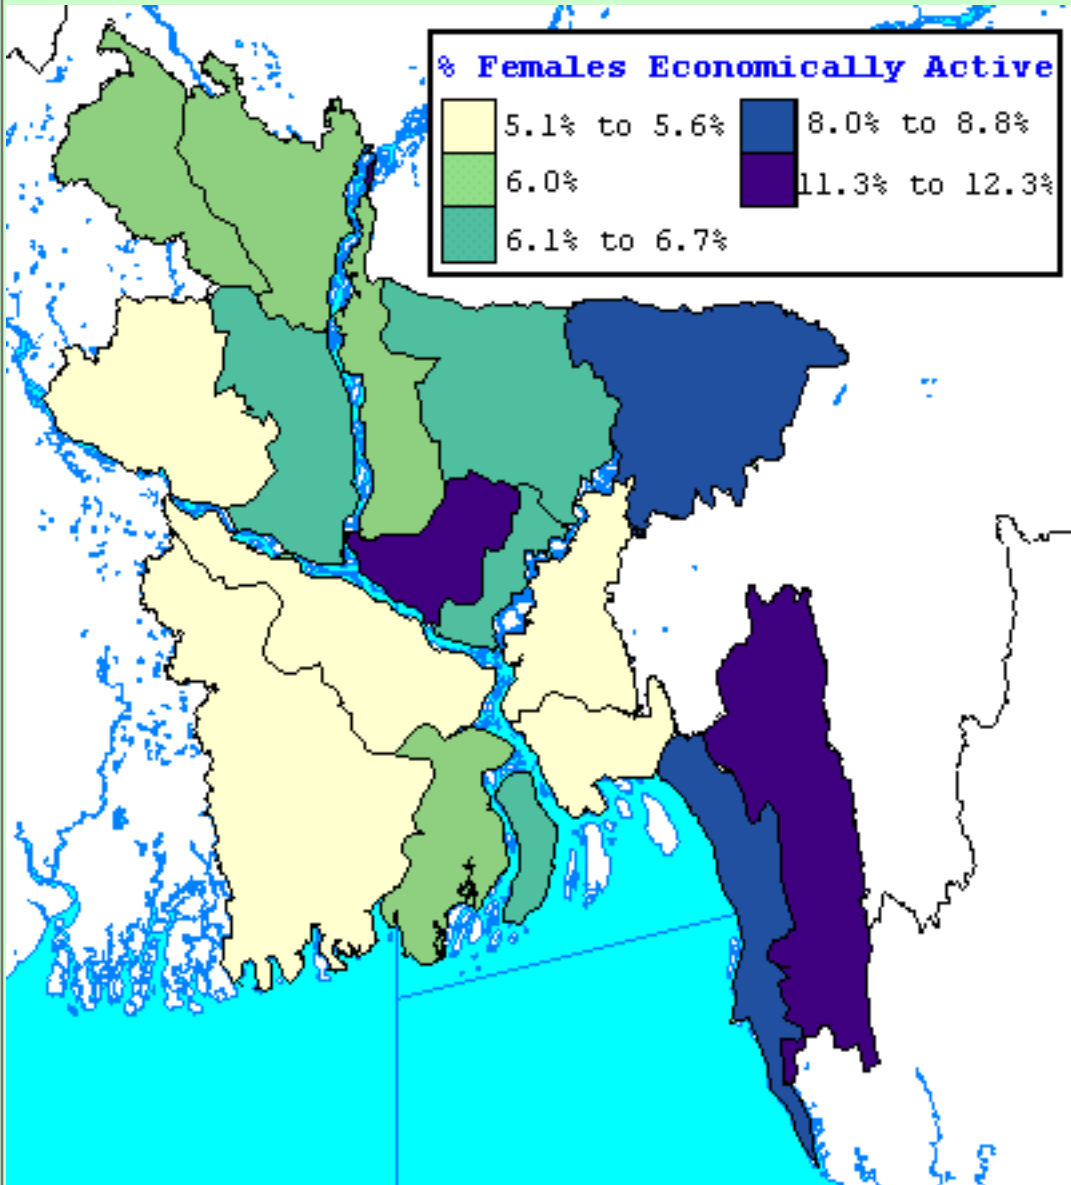 % Females Economically Active
5.1% to 5.6%
8.0% to 8.8%
6.0%
11.3% to 12.3%
6.1% to 6.7%